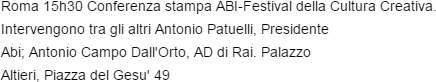 Roma 15h30 Conferenza stampa ABI-Festival della Cultura Creativa.
Intervengono tra gli altri Antonio Patuelli, Presidente
Abi; Antonio Campo Dall'Orto, AD di Rai. Palazzo
Altieri, Piazza del Gesu' 49